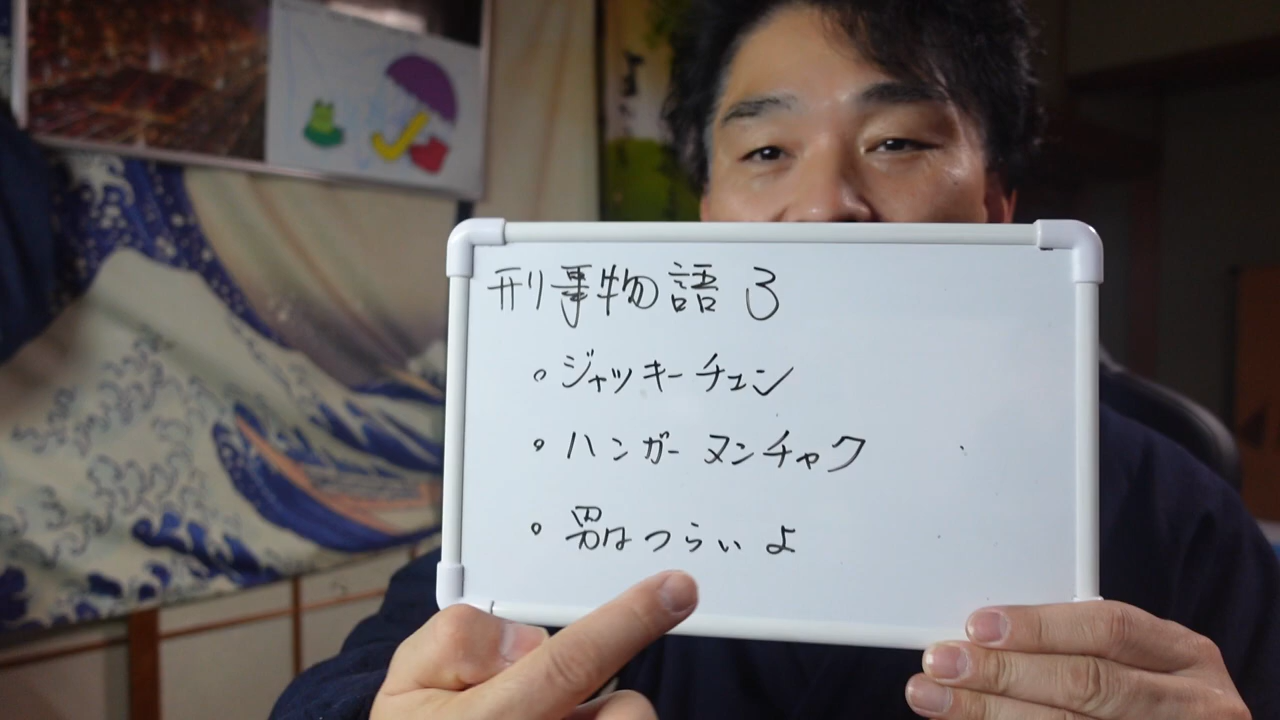 刑事物語3
。ジャッキーチェン
。ハンガーヌンチャク
。男はつらいよ